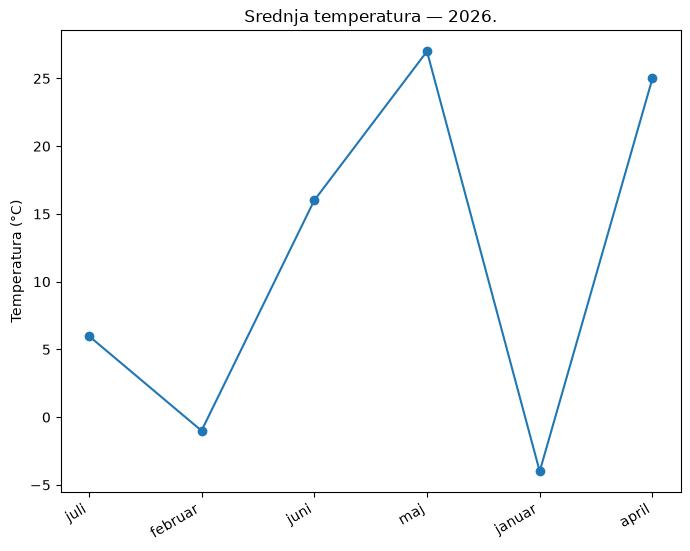 Srednja temperatura — 2026.
Temperatura (°C)
25
20
15
10
5
0
−5
juli
februar
juni
maj
januar
april